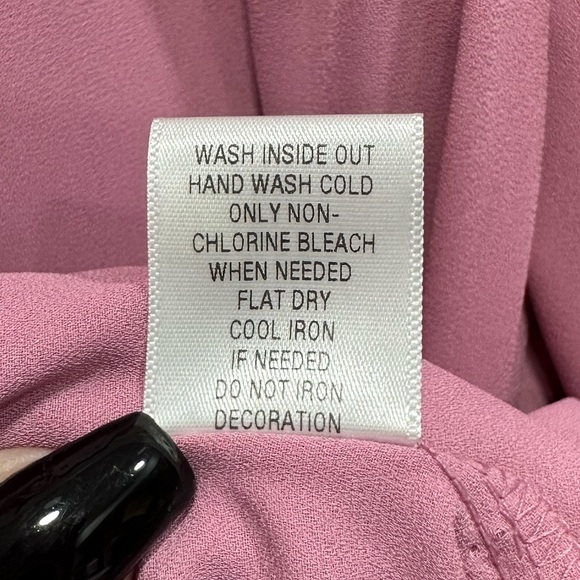 WASH INSIDE OUT
HAND WASH COLD
ONLY NON-
CHLORINE BLEACH
WHEN NEEDED
FLAT DRY
COOL IRON
IF NEEDED
DO NOT IRON
DECORATION